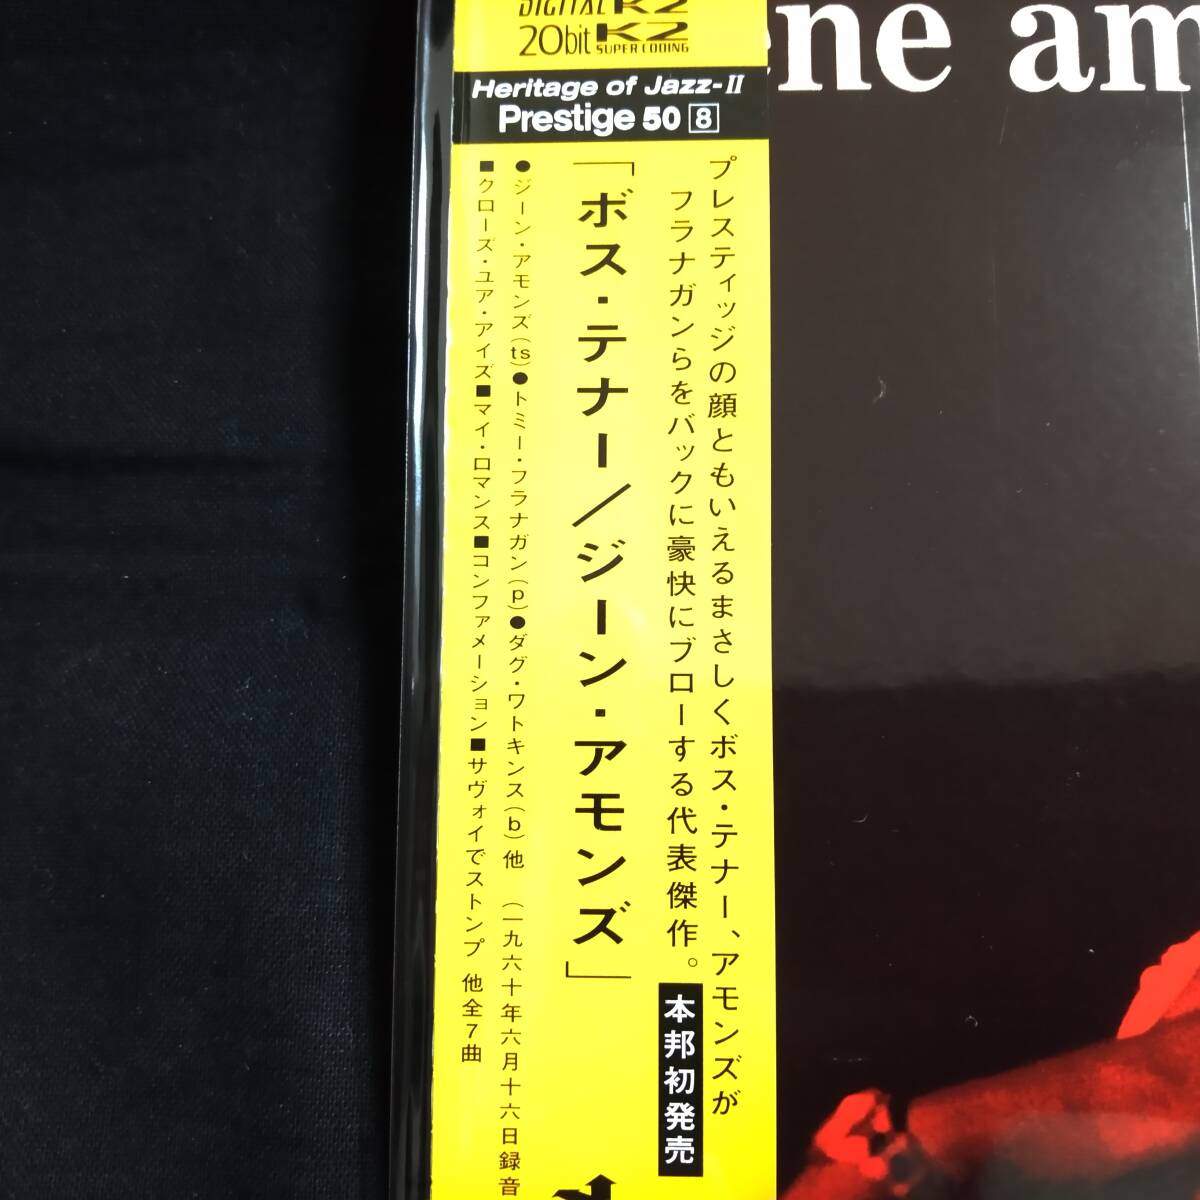 DIGITAL K2
20bit K2
SUPER CODING
Heritage of Jazz-II
Prestige 50 8
ene am
プレスティッジの顔ともいえるまさしくボス・テナー、アモンズが
フラナガンらをバックに豪快にブローする代表傑作。
本邦初発売
「ボス・テナー/ジーン・アモンズ」
●ジーン・アモンズ(ts)●トミー・フラナガン(p)●ダグ・ワトキンス(b)他 (一九六十年六月十六日録音
■クローズ・ユア・アイズ■マイ・ロマンス■コンファメーション■サヴォイでストンプ 他全7曲